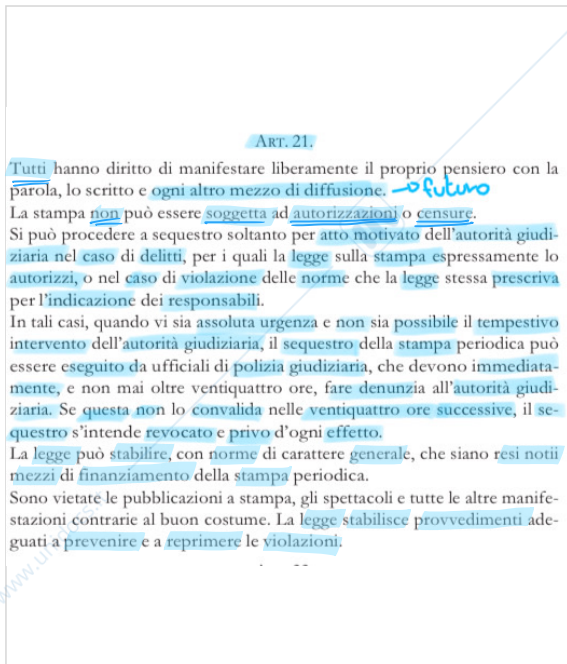 ART. 21.
Tutti hanno diritto di manifestare liberamente il proprio pensiero con la
parola, lo scritto e ogni altro mezzo di diffusione. → futuro
La stampa non può essere soggetta ad autorizzazioni o censure.
Si può procedere a sequestro soltanto per atto motivato dell'autorità giudi-
ziaria nel caso di delitti, per i quali la legge sulla stampa espressamente lo
autorizzi, o nel caso di violazione delle norme che la legge stessa prescriva
per l'indicazione dei responsabili.
In tali casi, quando vi sia assoluta urgenza e non sia possibile il tempestivo
intervento dell'autorità giudiziaria, il sequestro della stampa periodica può
essere eseguito da ufficiali di polizia giudiziaria, che devono immediata-
mente, e non mai oltre ventiquattro ore, fare denunzia all'autorità giudi-
ziaria. Se questa non lo convalida nelle ventiquattro ore successive, il se-
questro s'intende revocato e privo d'ogni effetto.
La legge può stabilire, con norme di carattere generale, che siano resi notii
mezzi di finanziamento della stampa periodica.
Sono vietate le pubblicazioni a stampa, gli spettacoli e tutte le altre manife-
stazioni contrarie al buon costume. La legge stabilisce provvedimenti ade-
guati a prevenire e a reprimere le violazioni.